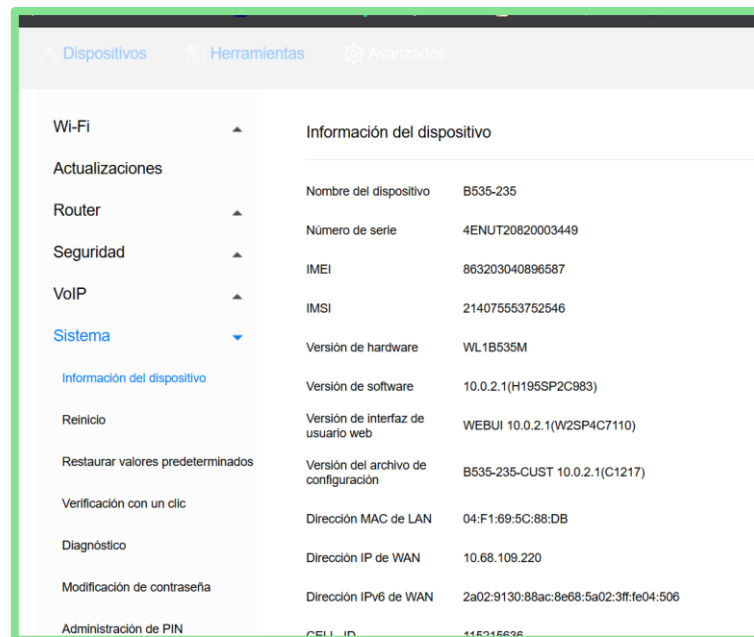 Dispositivos Herramientas Avanzados
Wi-Fi
Actualizaciones
Router
Seguridad
VoIP
Sistema
Información del dispositivo
Reinicio
Restaurar valores predeterminados
Verificación con un clic
Diagnóstico
Modificación de contraseña
Administración de PIN
Información del dispositivo
Nombre del dispositivo B535-235
Número de serie 4ENUT20820003449
IMEI 863203040896587
IMSI 214075553752546
Versión de hardware WL1B535M
Versión de software 10.0.2.1(H195SP2C983)
Versión de interfaz de
usuario web WEBUI 10.0.2.1(W2SP4C7110)
Versión del archivo de
configuración B535-235-CUST 10.0.2.1(C1217)
Dirección MAC de LAN 04:F1:69:5C:88:DB
Dirección IP de WAN 10.68.109.220
Dirección IPv6 de WAN 2a02:9130:88ac:8e68:5a02:3ff:fe04:506
CELL_ID 115215636